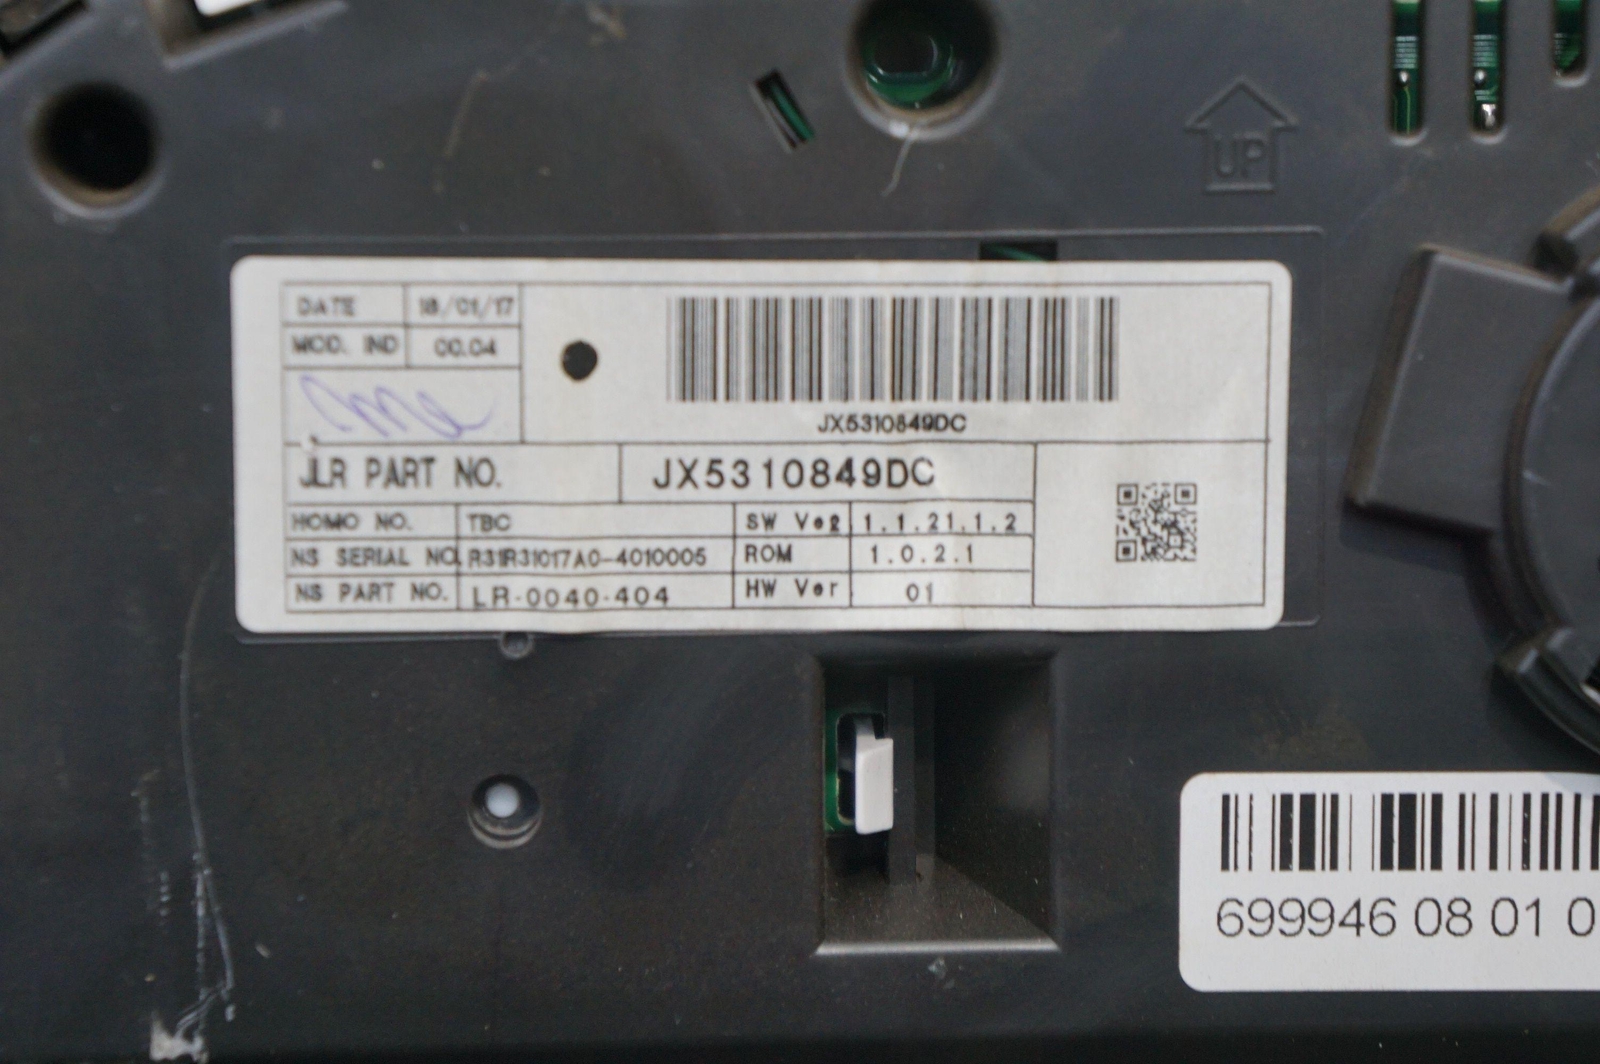 UP
DATE 18/01/17
MOD. IND 00.04
JX5310849DC
JLR PART NO. JX5310849DC
HOMO NO. TBC SW Ve2 1.1.21.1.2
NS SERIAL NO. R31R31017A0-4010005 ROM 1.0.2.1
NS PART NO. LR-0040-404 HW Ver 01
699946 08 01 0